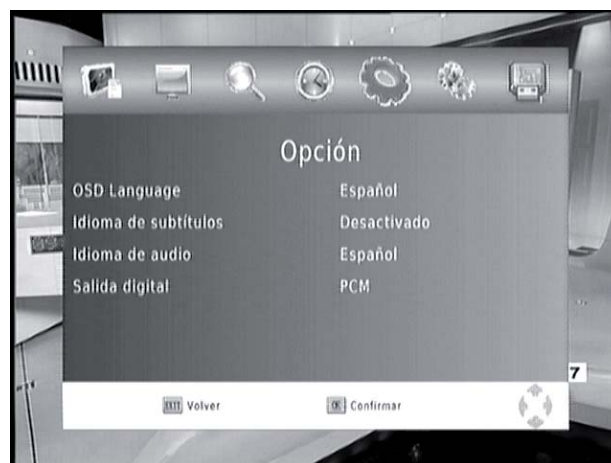 Opción
OSD Language Español
Idioma de subtítulos Desactivado
Idioma de audio Español
Salida digital PCM
7
EXIT Volver OK Confirmar